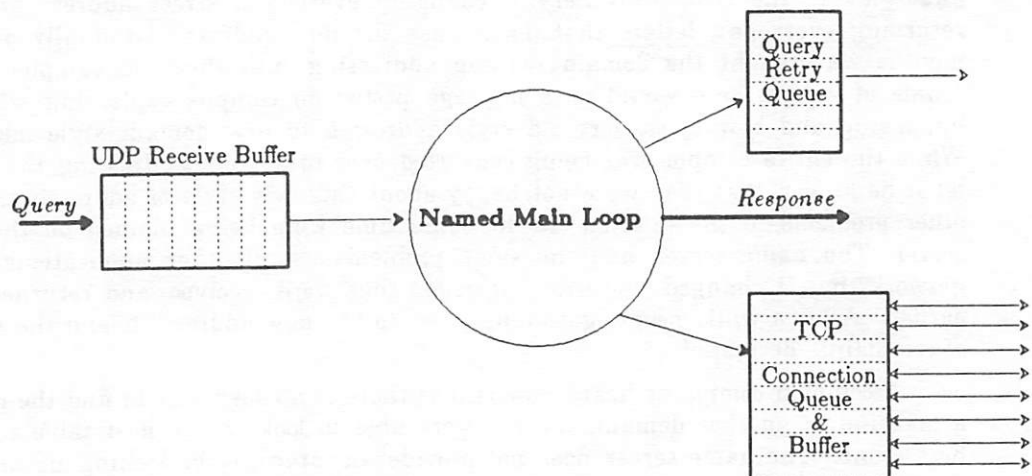 UDP Receive Buffer
Query
Named Main Loop
Query
Retry
Queue
Response
TCP
Connection
Queue
&
Buffer